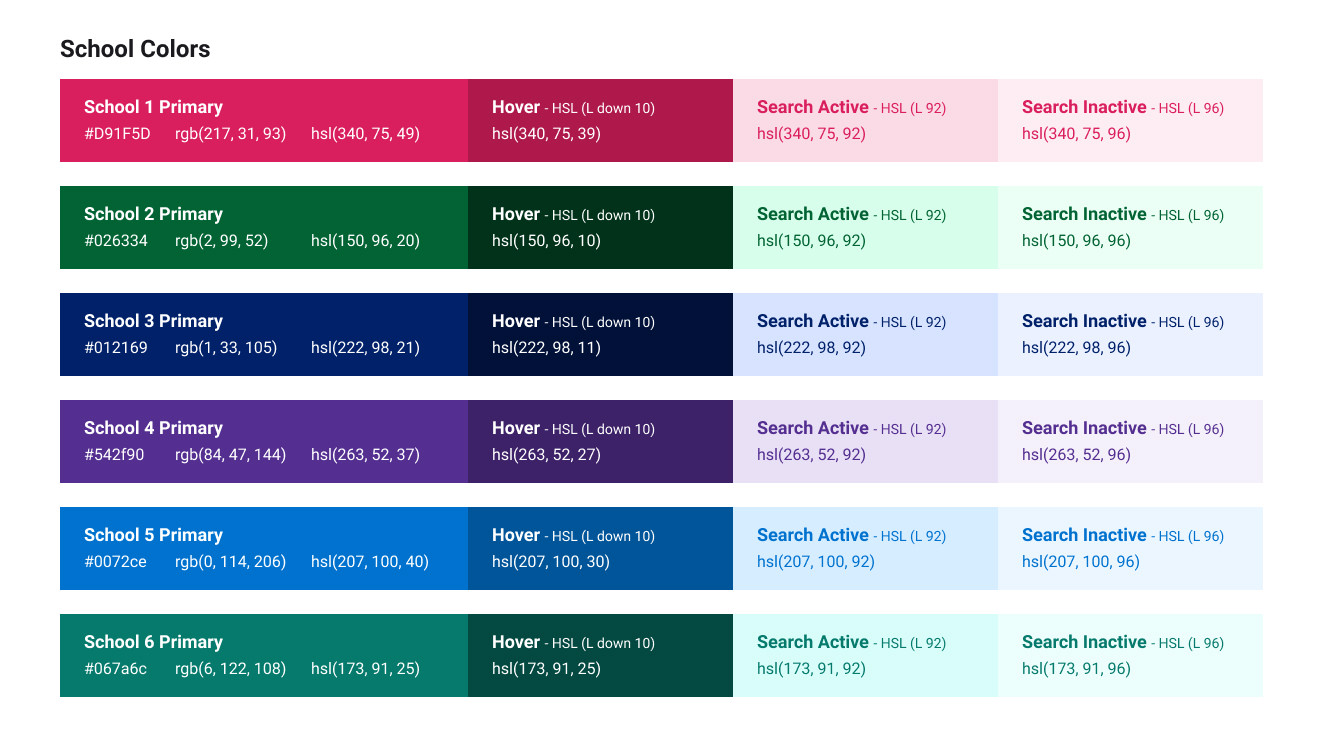 School Colors
School 1 Primary
#D91F5D rgb(217, 31, 93) hsl(340, 75, 49)
Hover - HSL (L down 10)
hsl(340, 75, 39)
Search Active - HSL (L 92)
hsl(340, 75, 92)
Search Inactive - HSL (L 96)
hsl(340, 75, 96)
School 2 Primary
#026334 rgb(2, 99, 52) hsl(150, 96, 20)
Hover - HSL (L down 10)
hsl(150, 96, 10)
Search Active - HSL (L 92)
hsl(150, 96, 92)
Search Inactive - HSL (L 96)
hsl(150, 96, 96)
School 3 Primary
#012169 rgb(1, 33, 105) hsl(222, 98, 21)
Hover - HSL (L down 10)
hsl(222, 98, 11)
Search Active - HSL (L 92)
hsl(222, 98, 92)
Search Inactive - HSL (L 96)
hsl(222, 98, 96)
School 4 Primary
#542f90 rgb(84, 47, 144) hsl(263, 52, 37)
Hover - HSL (L down 10)
hsl(263, 52, 27)
Search Active - HSL (L 92)
hsl(263, 52, 92)
Search Inactive - HSL (L 96)
hsl(263, 52, 96)
School 5 Primary
#0072ce rgb(0, 114, 206) hsl(207, 100, 40)
Hover - HSL (L down 10)
hsl(207, 100, 30)
Search Active - HSL (L 92)
hsl(207, 100, 92)
Search Inactive - HSL (L 96)
hsl(207, 100, 96)
School 6 Primary
#067a6c rgb(6, 122, 108) hsl(173, 91, 25)
Hover - HSL (L down 10)
hsl(173, 91, 25)
Search Active - HSL (L 92)
hsl(173, 91, 92)
Search Inactive - HSL (L 96)
hsl(173, 91, 96)